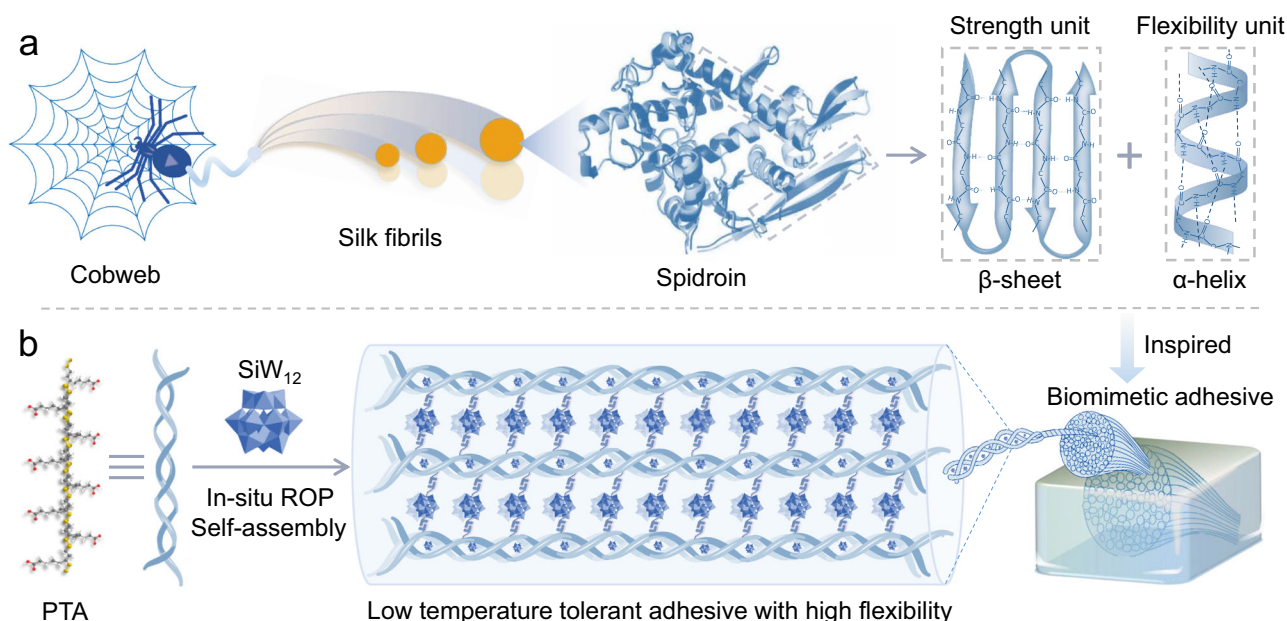 a
Strength unit
Flexibility unit
Silk fibrils
Cobweb
Spidroin
+
β-sheet
α-helix
b
SiW₁₂
Inspired
Biomimetic adhesive
In-situ ROP
Self-assembly
PTA
Low temperature tolerant adhesive with high flexibility